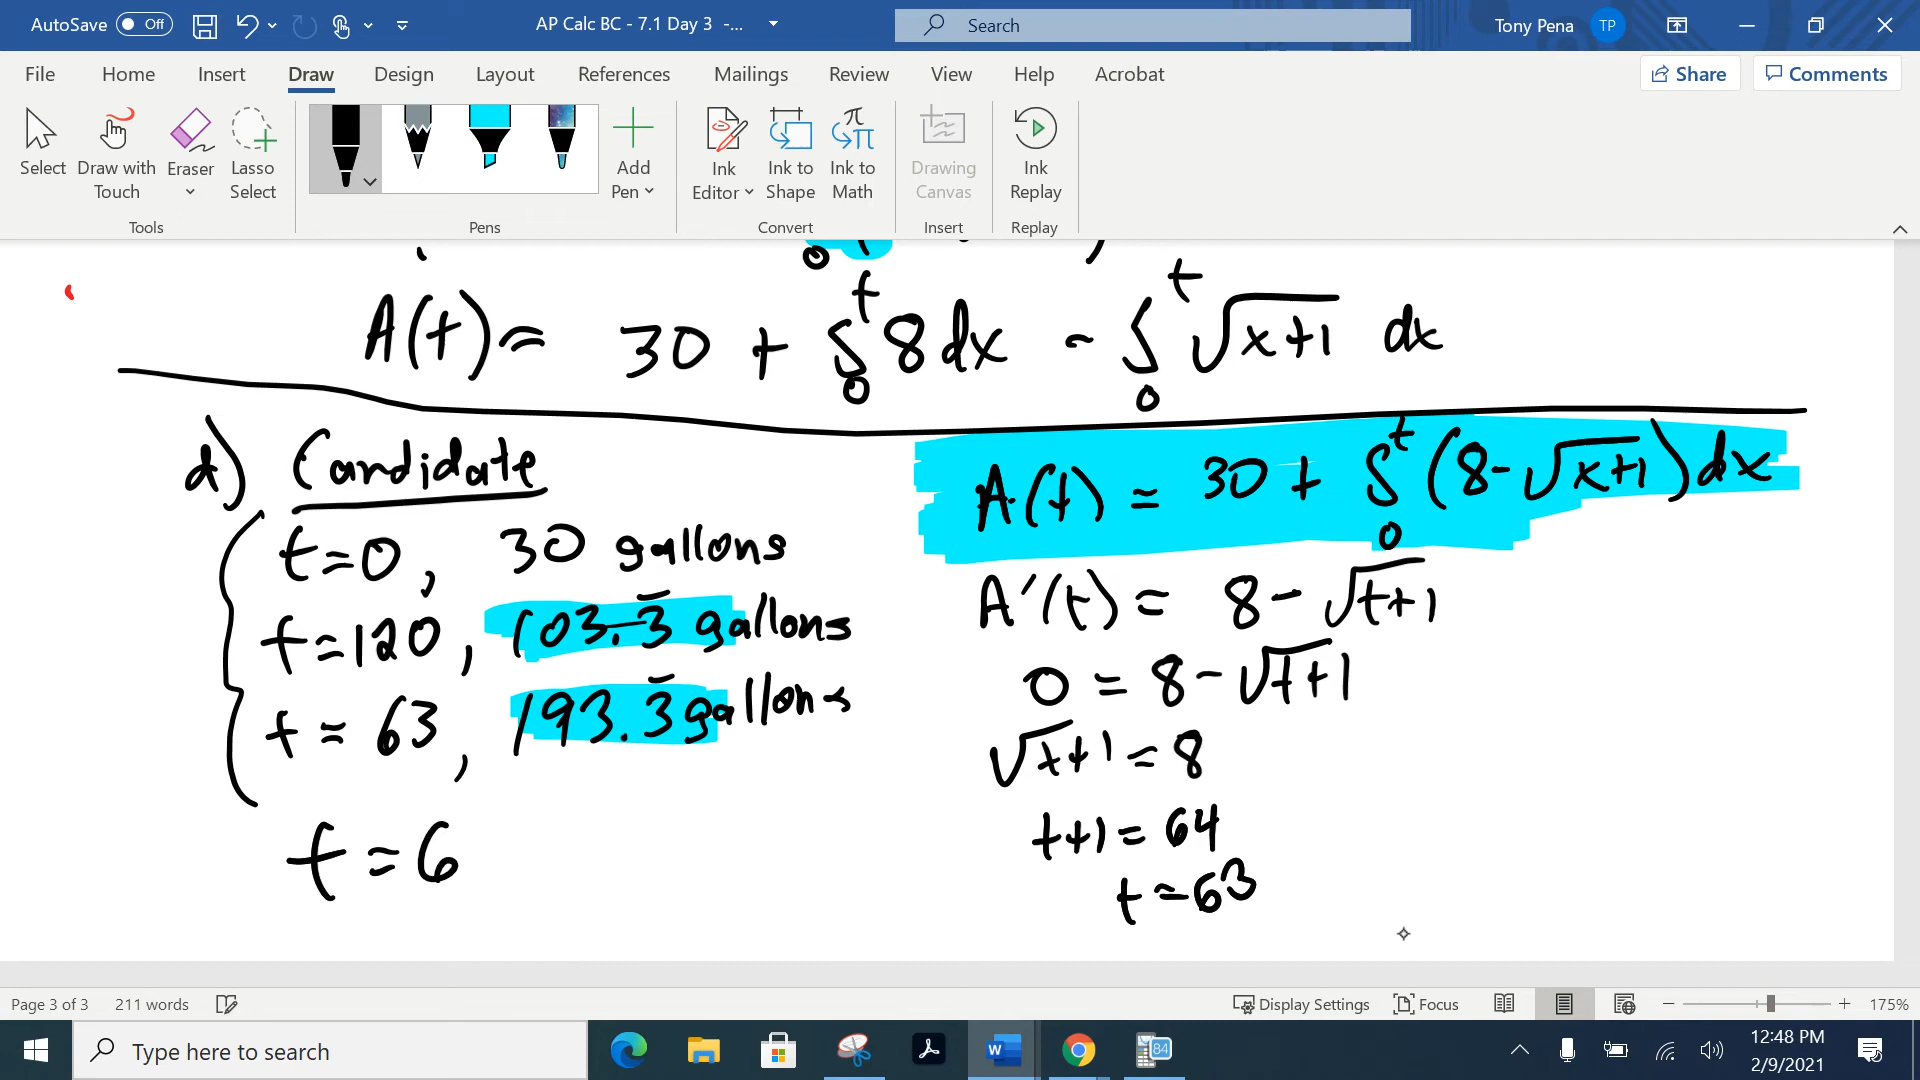 AutoSave Off AP Calc BC - 7.1 Day 3 -... Search Tony Pena TP
File Home Insert Draw Design Layout References Mailings Review View Help Acrobat Share Comments
Select Draw with Touch Eraser Lasso Select Add Pen Ink Editor Ink to Shape Ink to Math Drawing Canvas Ink Replay
Tools Pens Convert Insert Replay
A(t) = 30 + ∫₀ᵗ 8 dx - ∫₀ᵗ √(x+1) dx
d) Candidate
t=0, 30 gallons
t=120, 103.3̅ gallons
t=63, 193.3̅ gallons
t=6
A(t) = 30 + ∫₀ᵗ (8-√(x+1)) dx
A'(t) = 8-√(t+1)
0 = 8-√(t+1)
√(t+1) = 8
t+1 = 64
t=63
Page 3 of 3 211 words Display Settings Focus 175%
Type here to search 84 12:48 PM
2/9/2021